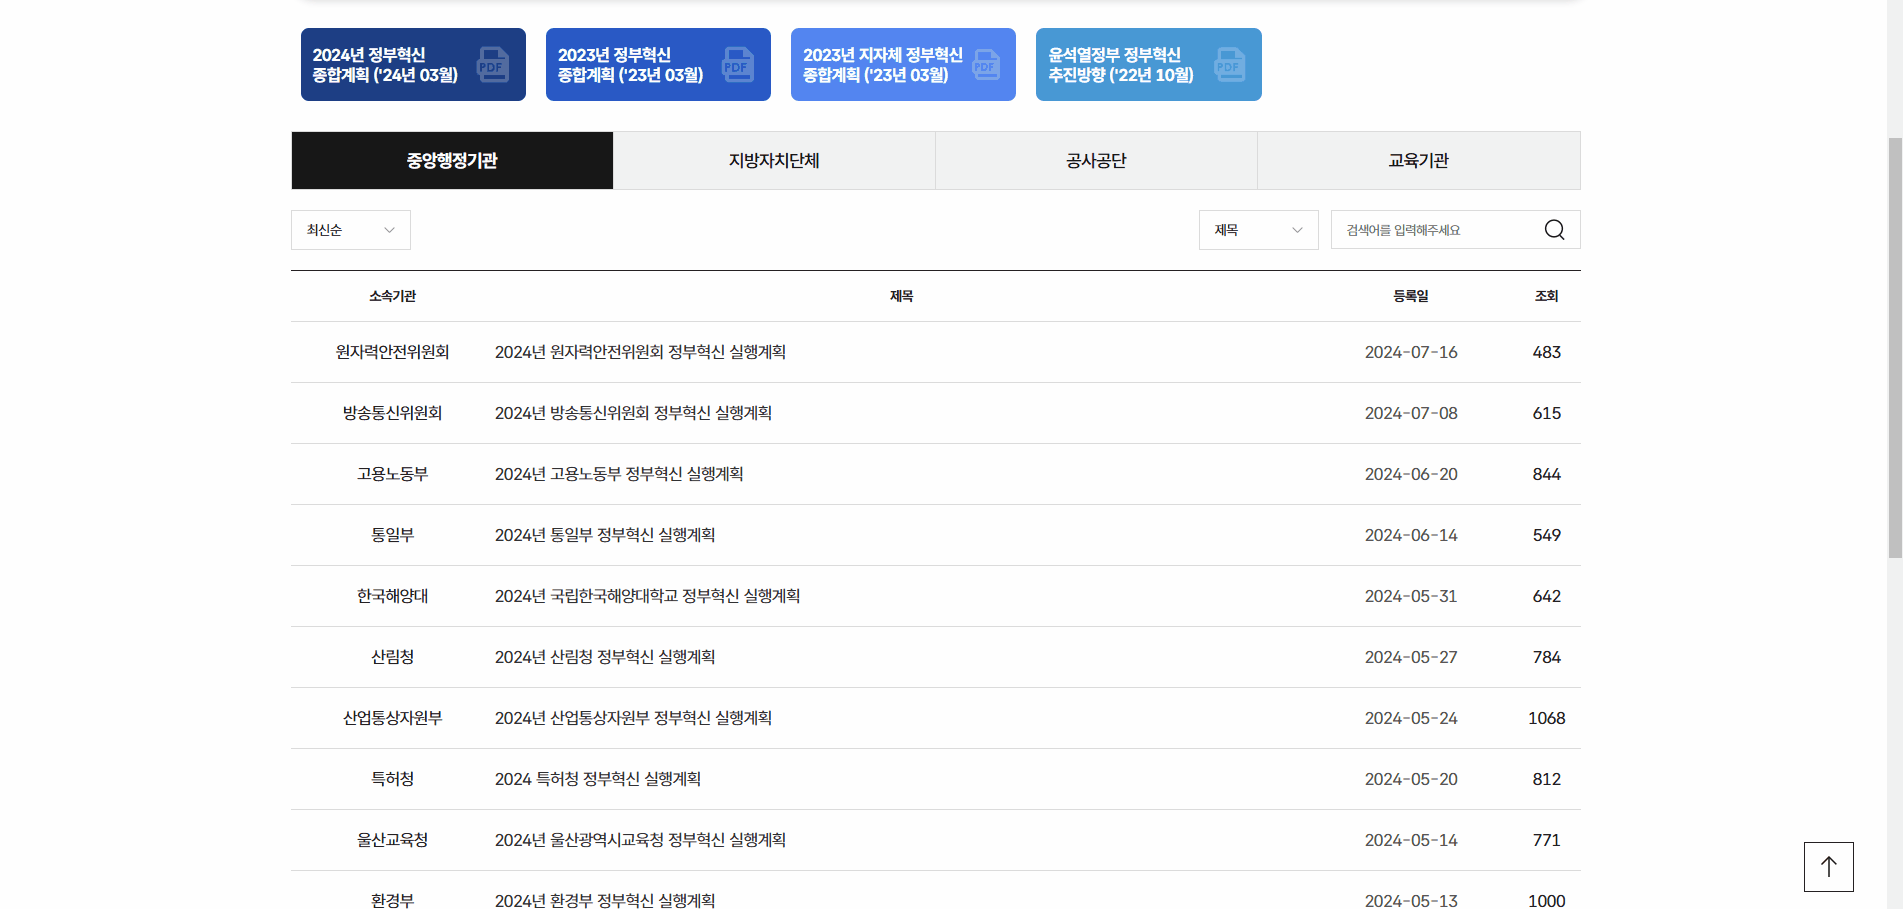 2024년 정부혁신
종합계획 ('24년 03월)
PDF
2023년 정부혁신
종합계획 ('23년 03월)
PDF
2023년 지자체 정부혁신
종합계획 ('23년 03월)
PDF
윤석열정부 정부혁신
추진방향 ('22년 10월)
PDF
중앙행정기관 지방자치단체 공사공단 교육기관
최신순 제목 검색어를 입력해주세요
소속기관 제목 등록일 조회
원자력안전위원회 2024년 원자력안전위원회 정부혁신 실행계획 2024-07-16 483
방송통신위원회 2024년 방송통신위원회 정부혁신 실행계획 2024-07-08 615
고용노동부 2024년 고용노동부 정부혁신 실행계획 2024-06-20 844
통일부 2024년 통일부 정부혁신 실행계획 2024-06-14 549
한국해양대 2024년 국립한국해양대학교 정부혁신 실행계획 2024-05-31 642
산림청 2024년 산림청 정부혁신 실행계획 2024-05-27 784
산업통상자원부 2024년 산업통상자원부 정부혁신 실행계획 2024-05-24 1068
특허청 2024 특허청 정부혁신 실행계획 2024-05-20 812
울산교육청 2024년 울산광역시교육청 정부혁신 실행계획 2024-05-14 771
환경부 2024년 환경부 정부혁신 실행계획 2024-05-13 1000